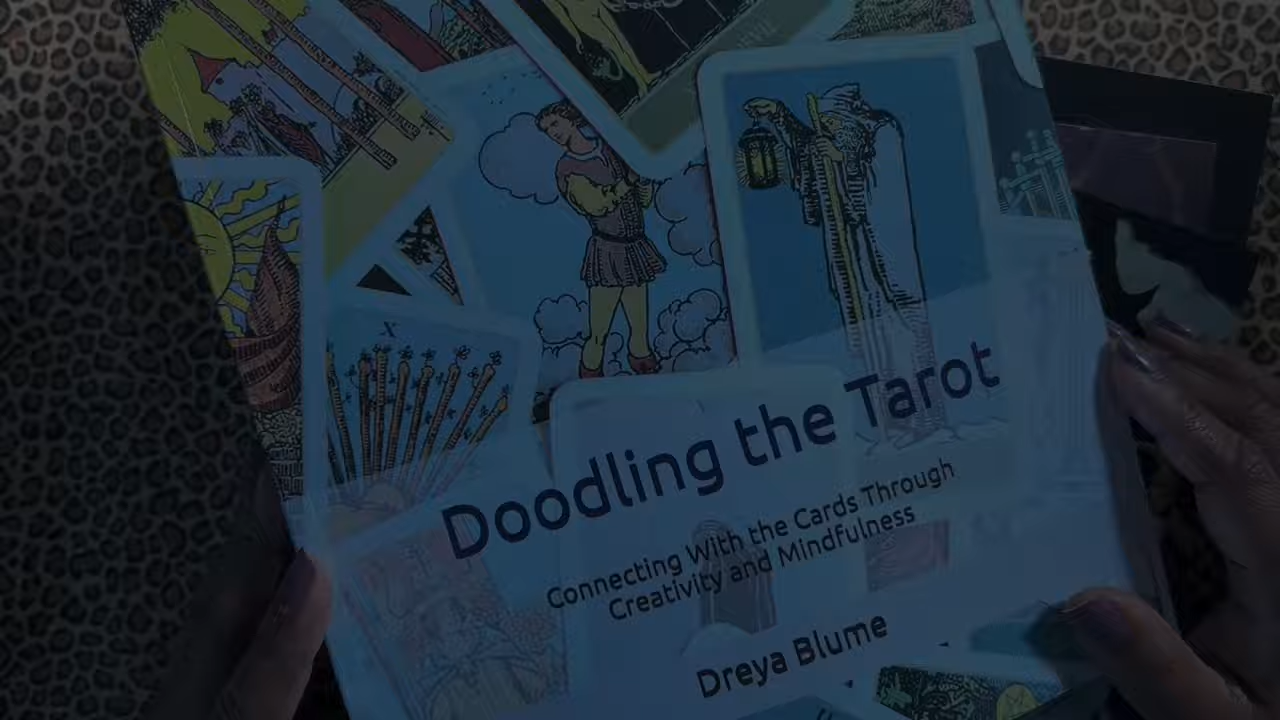 X
Doodling the Tarot
Connecting With the Cards Through
Creativity and Mindfulness
Dreya Blume